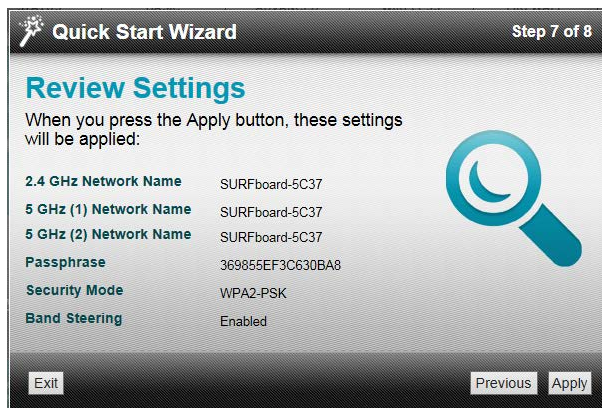 Quick Start Wizard Step 7 of 8
Review Settings
When you press the Apply button, these settings
will be applied:
2.4 GHz Network Name SURFboard-5C37
5 GHz (1) Network Name SURFboard-5C37
5 GHz (2) Network Name SURFboard-5C37
Passphrase 369855EF3C630BA8
Security Mode WPA2-PSK
Band Steering Enabled
Exit Previous Apply